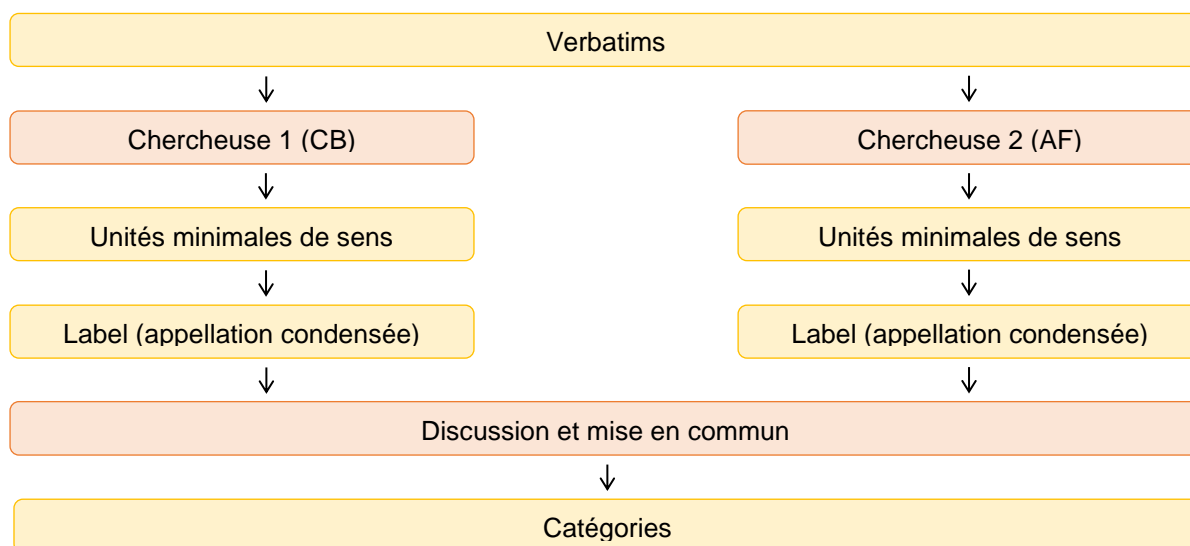 Verbatims
Chercheuse 1 (CB)
Chercheuse 2 (AF)
Unités minimales de sens
Unités minimales de sens
Label (appellation condensée)
Label (appellation condensée)
Discussion et mise en commun
Catégories